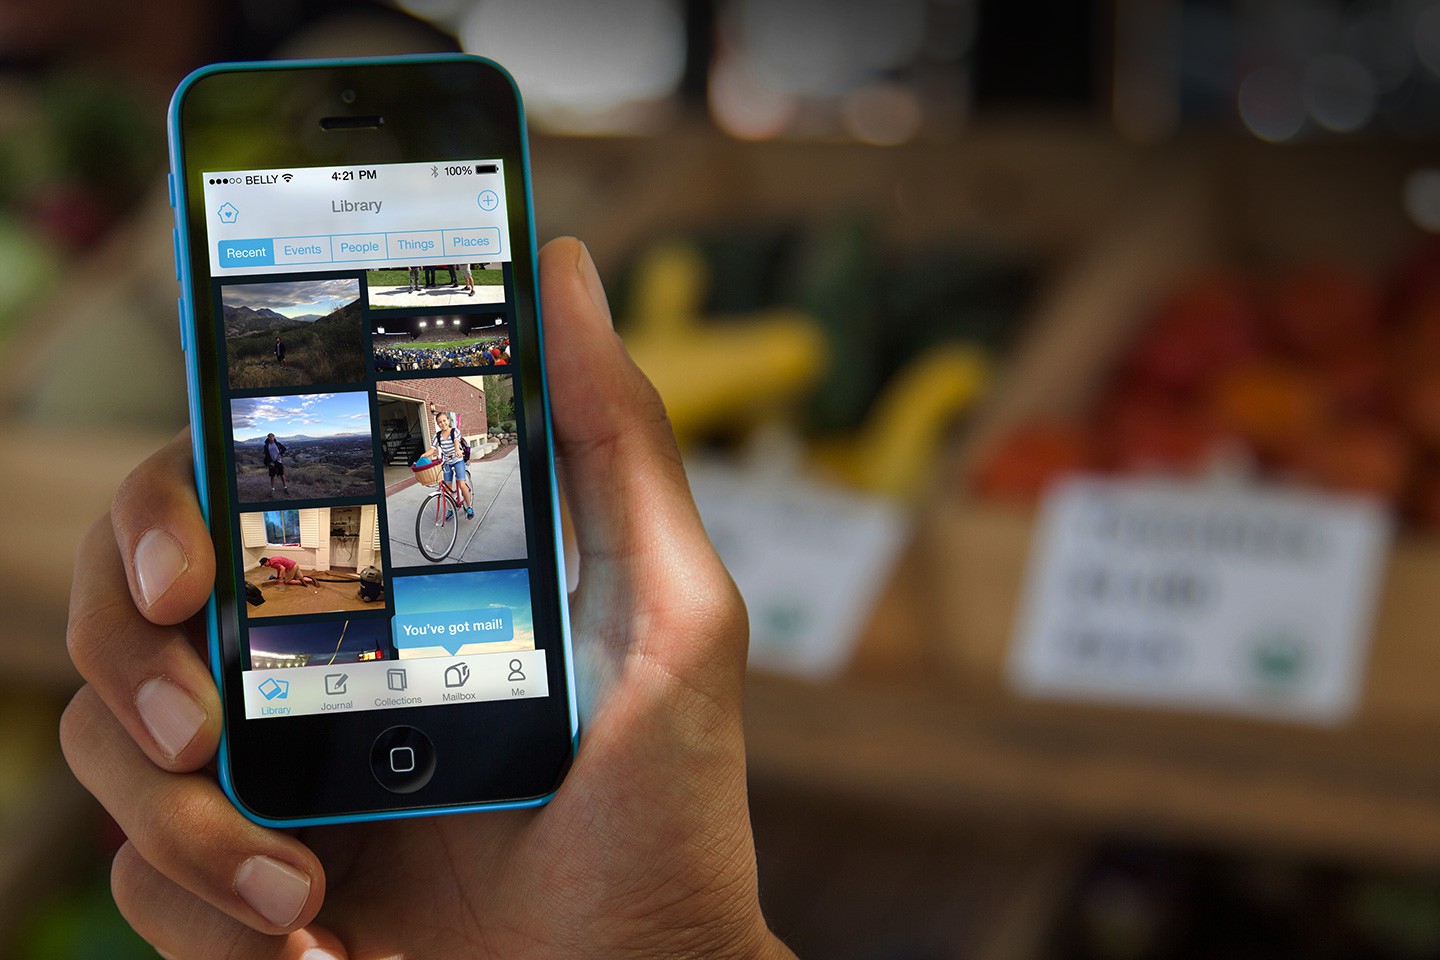 BELLY 4:21 PM 100%
Library
Recent Events People Things Places
You've got mail!
Library Journal Collections Mailbox Me